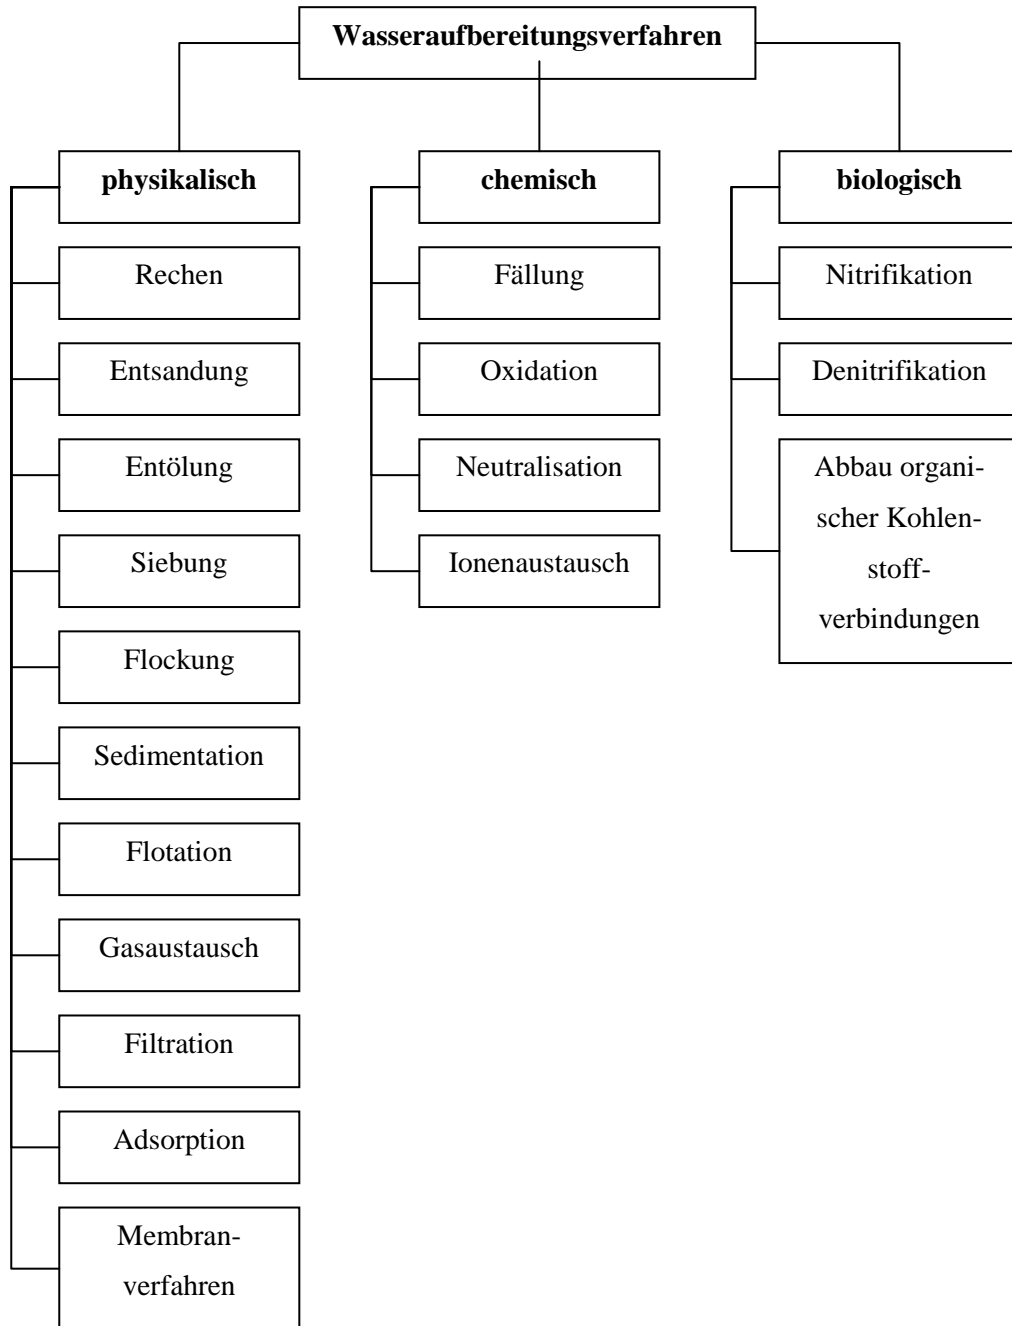 Wasseraufbereitungsverfahren
physikalisch
Rechen
Entsandung
Entölung
Siebung
Flockung
Sedimentation
Flotation
Gasaustausch
Filtration
Adsorption
Membran-
verfahren
chemisch
Fällung
Oxidation
Neutralisation
Ionenaustausch
biologisch
Nitrifikation
Denitrifikation
Abbau organi-
scher Kohlen-
stoff-
verbindungen